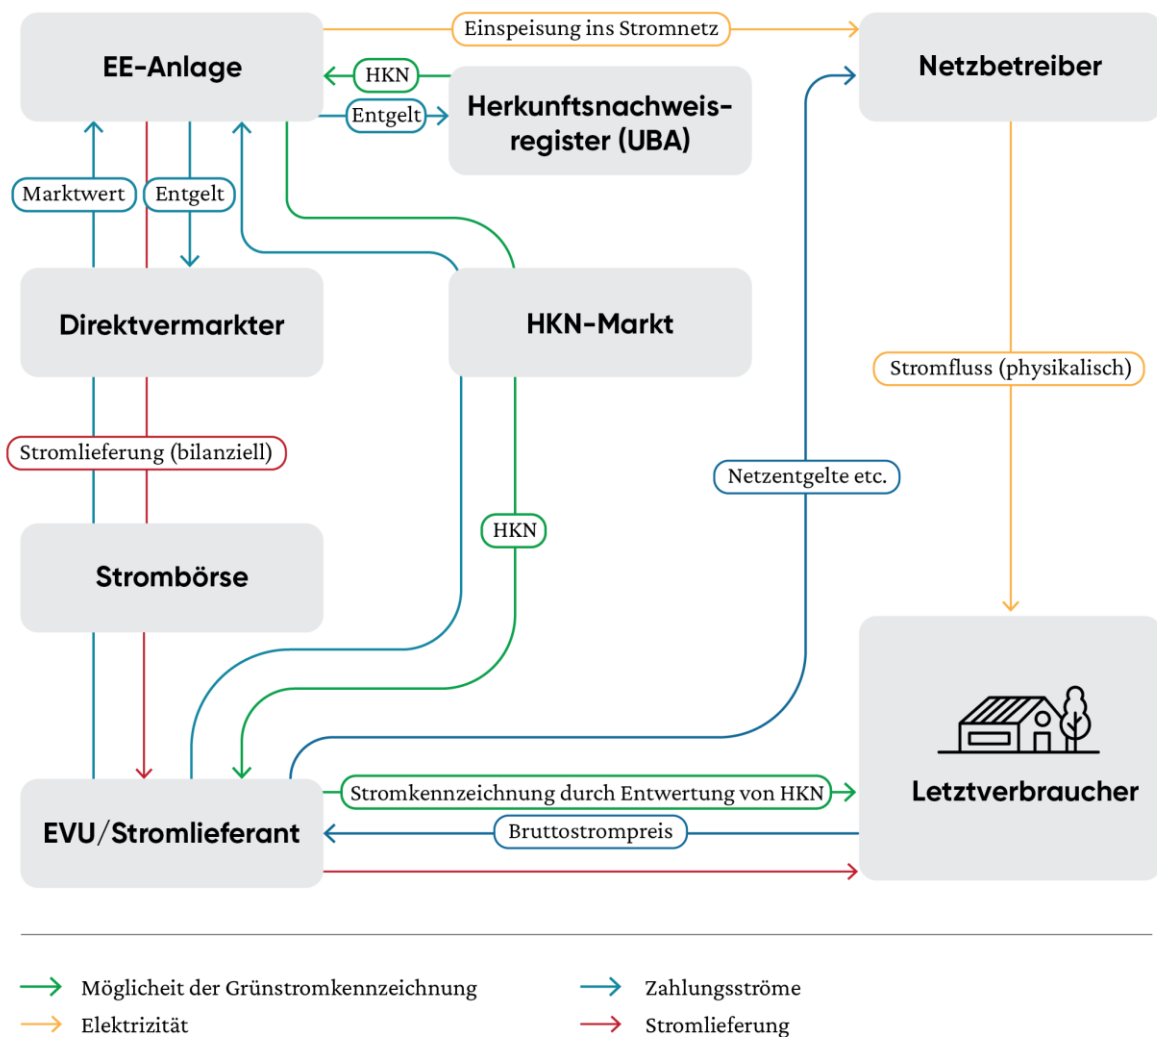 Einspeisung ins Stromnetz
EE-Anlage
Netzbetreiber
HKN
Herkunftsnachweis-
register (UBA)
Entgelt
Marktwert
Entgelt
Direktvermarkter
HKN-Markt
Stromfluss (physikalisch)
Stromlieferung (bilanziell)
Netzentgelte etc.
HKN
Strombörse
Stromkennzeichnung durch Entwertung von HKN
Letztverbraucher
EVU/Stromlieferant
Bruttostrompreis
Möglicheit der Grünstromkennzeichnung
Zahlungsströme
Elektrizität
Stromlieferung